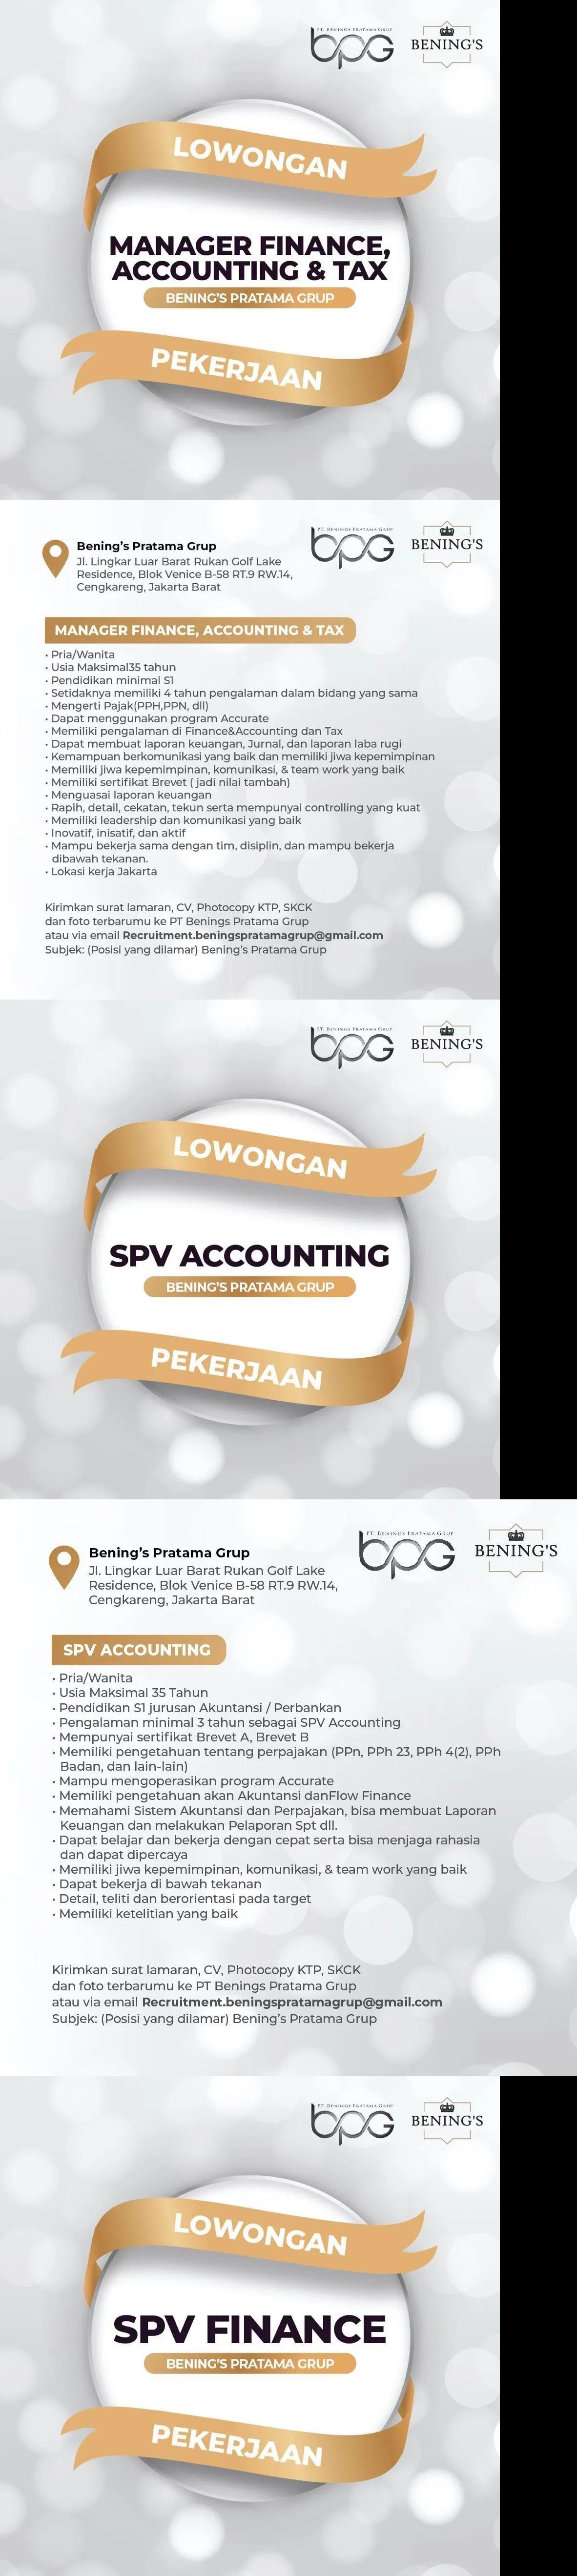 PT. BENINGS PRATAMA GRUP
bpG
BENING'S
LOWONGAN
MANAGER FINANCE,
ACCOUNTING & TAX
BENING'S PRATAMA GRUP
PEKERJAAN
PT. BENINGS PRATAMA GRUP
bpG
BENING'S
Bening's Pratama Grup
Jl. Lingkar Luar Barat Rukan Golf Lake
Residence, Blok Venice B-58 RT.9 RW.14,
Cengkareng, Jakarta Barat
MANAGER FINANCE, ACCOUNTING & TAX
• Pria/Wanita
• Usia Maksimal35 tahun
• Pendidikan minimal S1
• Setidaknya memiliki 4 tahun pengalaman dalam bidang yang sama
• Mengerti Pajak(PPH,PPN, dll)
• Dapat menggunakan program Accurate
• Memiliki pengalaman di Finance&Accounting dan Tax
• Dapat membuat laporan keuangan, Jurnal, dan laporan laba rugi
• Kemampuan berkomunikasi yang baik dan memiliki jiwa kepemimpinan
• Memiliki jiwa kepemimpinan, komunikasi, & team work yang baik
• Memiliki sertifikat Brevet ( jadi nilai tambah)
• Menguasai laporan keuangan
• Rapih, detail, cekatan, tekun serta mempunyai controlling yang kuat
• Memiliki leadership dan komunikasi yang baik
• Inovatif, inisatif, dan aktif
• Mampu bekerja sama dengan tim, disiplin, dan mampu bekerja
dibawah tekanan.
• Lokasi kerja Jakarta
Kirimkan surat lamaran, CV, Photocopy KTP, SKCK
dan foto terbarumu ke PT Benings Pratama Grup
atau via email Recruitment.beningspratamagrup@gmail.com
Subjek: (Posisi yang dilamar) Bening's Pratama Grup
PT. BENINGS PRATAMA GRUP
bpG
BENING'S
LOWONGAN
SPV ACCOUNTING
BENING'S PRATAMA GRUP
PEKERJAAN
PT. BENINGS PRATAMA GRUP
bpG
BENING'S
Bening's Pratama Grup
Jl. Lingkar Luar Barat Rukan Golf Lake
Residence, Blok Venice B-58 RT.9 RW.14,
Cengkareng, Jakarta Barat
SPV ACCOUNTING
• Pria/Wanita
• Usia Maksimal 35 Tahun
• Pendidikan S1 jurusan Akuntansi / Perbankan
• Pengalaman minimal 3 tahun sebagai SPV Accounting
• Mempunyai sertifikat Brevet A, Brevet B
• Memiliki pengetahuan tentang perpajakan (PPn, PPh 23, PPh 4(2), PPh
Badan, dan lain-lain)
• Mampu mengoperasikan program Accurate
• Memiliki pengetahuan akan Akuntansi danFlow Finance
• Memahami Sistem Akuntansi dan Perpajakan, bisa membuat Laporan
Keuangan dan melakukan Pelaporan Spt dll.
• Dapat belajar dan bekerja dengan cepat serta bisa menjaga rahasia
dan dapat dipercaya
• Memiliki jiwa kepemimpinan, komunikasi, & team work yang baik
• Dapat bekerja di bawah tekanan
• Detail, teliti dan berorientasi pada target
• Memiliki ketelitian yang baik
Kirimkan surat lamaran, CV, Photocopy KTP, SKCK
dan foto terbarumu ke PT Benings Pratama Grup
atau via email Recruitment.beningspratamagrup@gmail.com
Subjek: (Posisi yang dilamar) Bening's Pratama Grup
PT. BENINGS PRATAMA GRUP
bpG
BENING'S
LOWONGAN
SPV FINANCE
BENING'S PRATAMA GRUP
PEKERJAAN